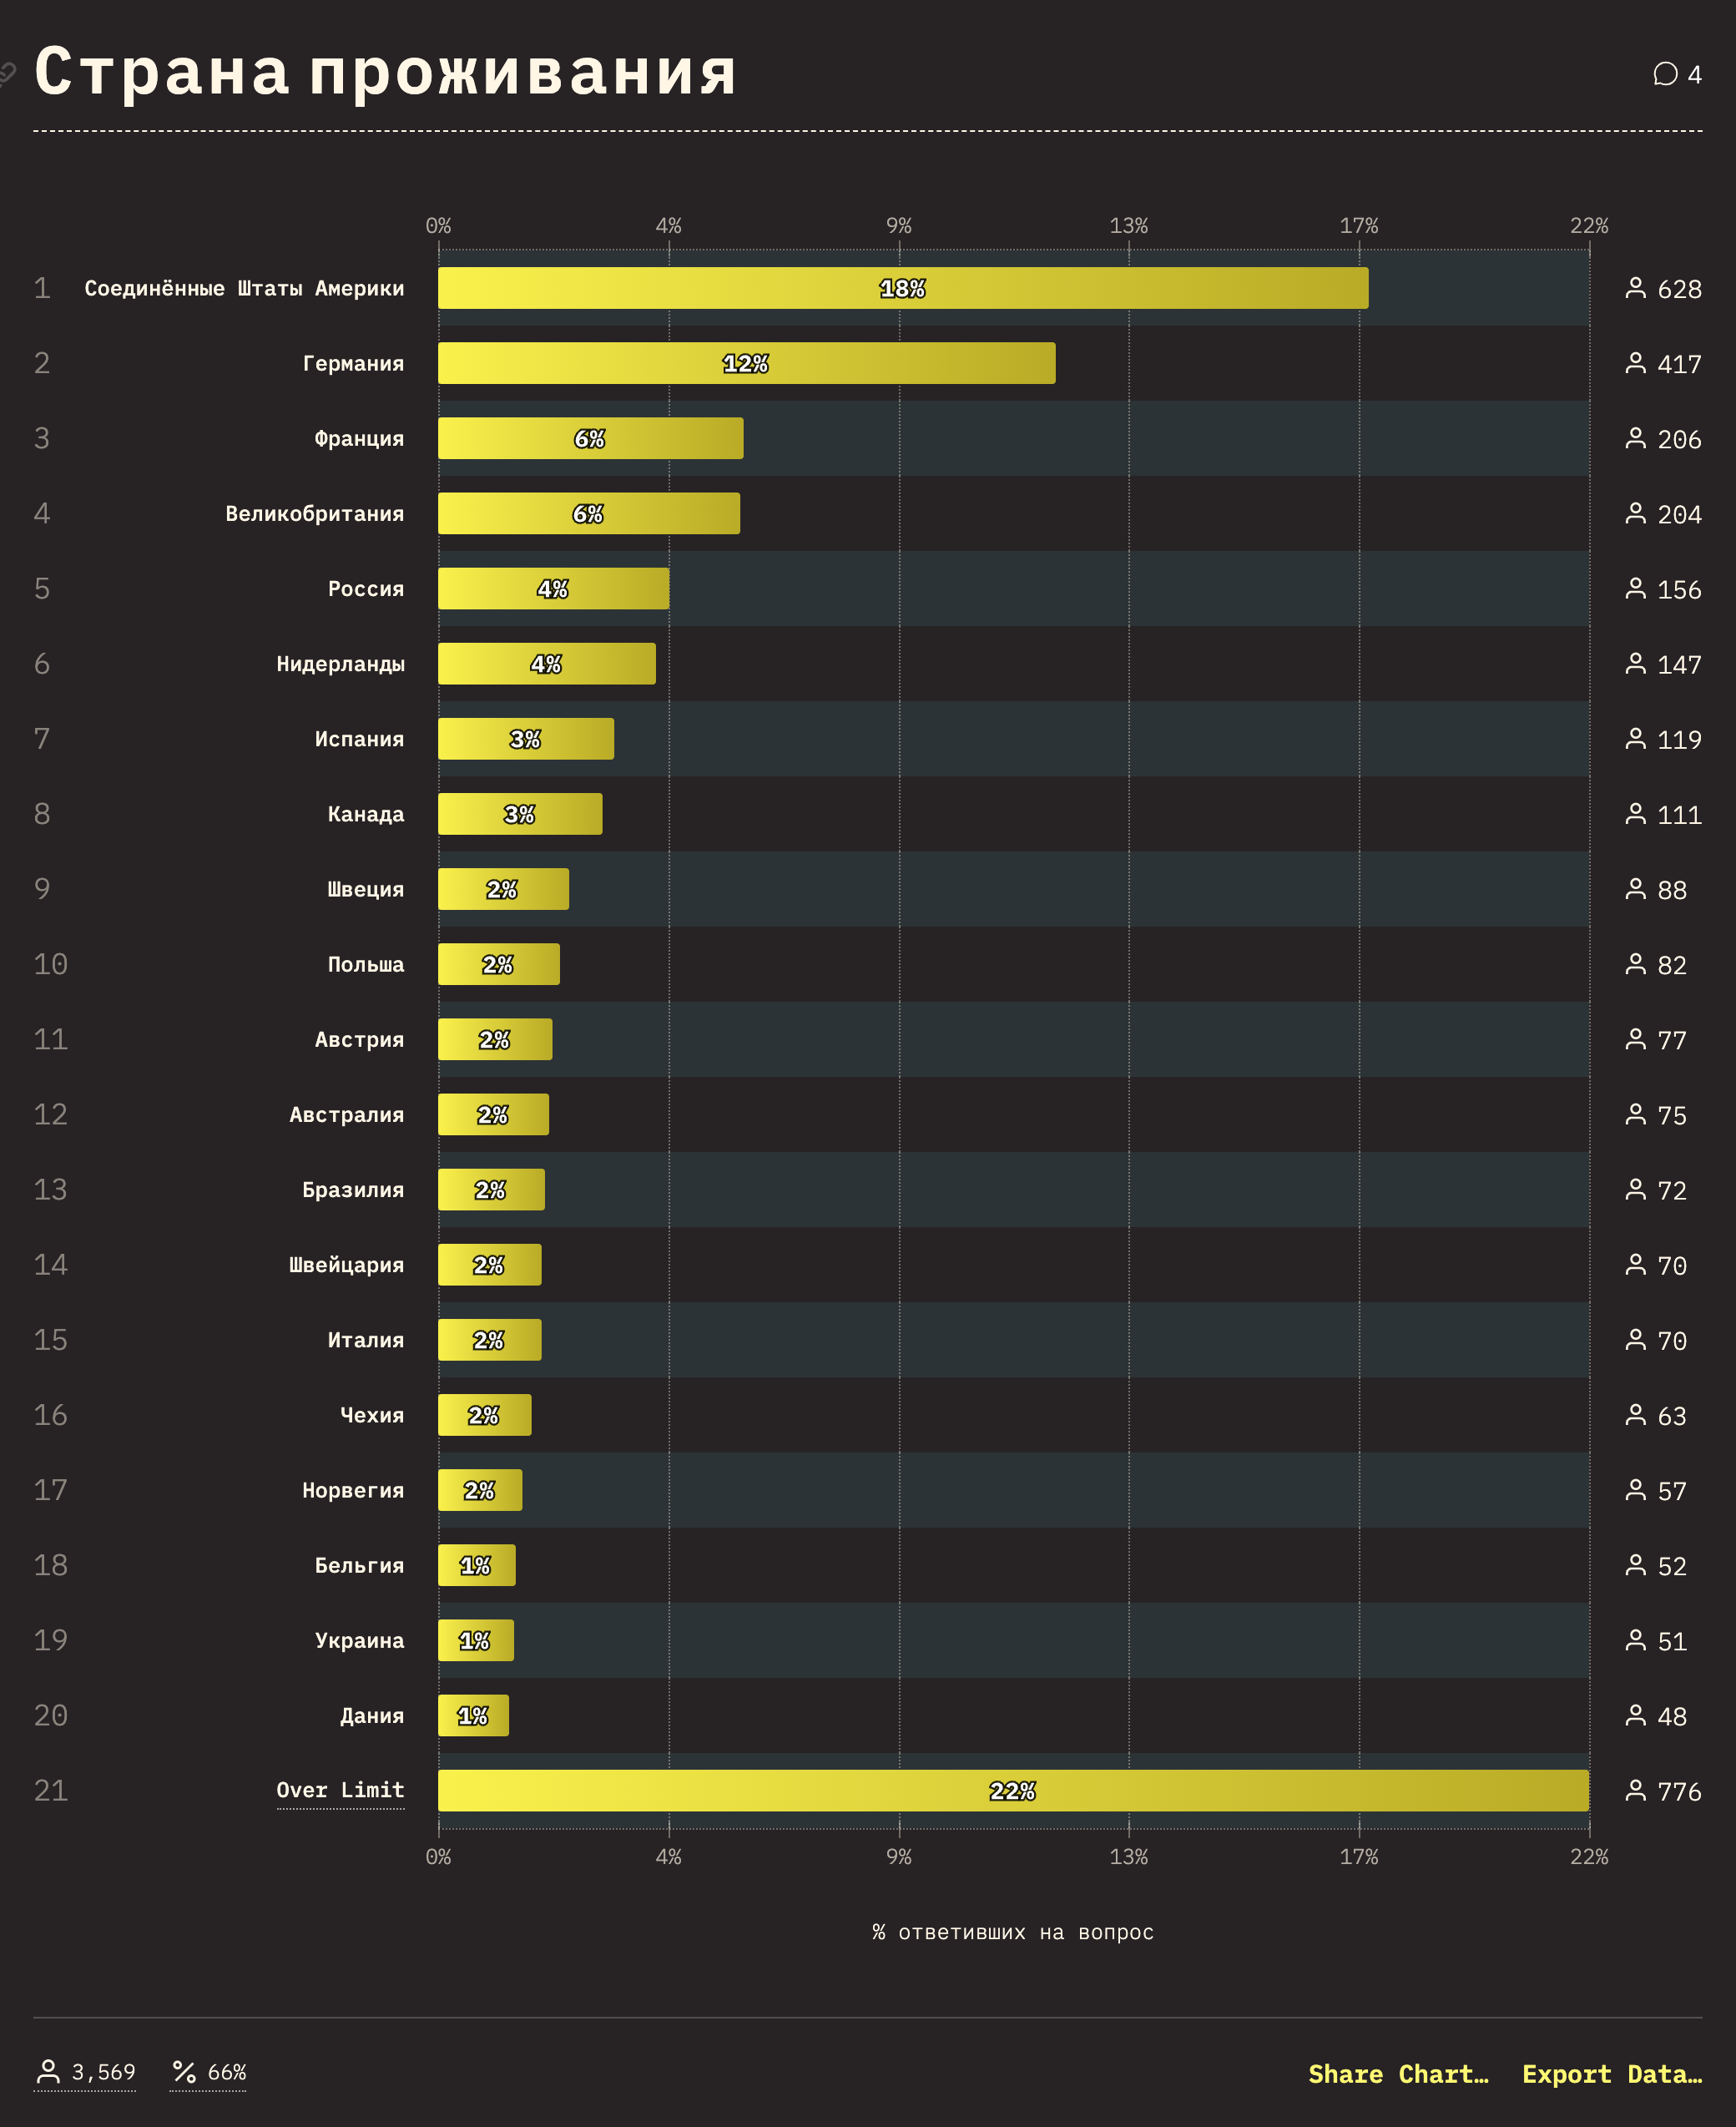 Страна проживания
4
0% 4% 9% 13% 17% 22%
1 Соединённые Штаты Америки 18% 628
2 Германия 12% 417
3 Франция 6% 206
4 Великобритания 6% 204
5 Россия 4% 156
6 Нидерланды 4% 147
7 Испания 3% 119
8 Канада 3% 111
9 Швеция 2% 88
10 Польша 2% 82
11 Австрия 2% 77
12 Австралия 2% 75
13 Бразилия 2% 72
14 Швейцария 2% 70
15 Италия 2% 70
16 Чехия 2% 63
17 Норвегия 2% 57
18 Бельгия 1% 52
19 Украина 1% 51
20 Дания 1% 48
21 Over Limit 22% 776
0% 4% 9% 13% 17% 22%
% ответивших на вопрос
3,569 % 66% Share Chart… Export Data…